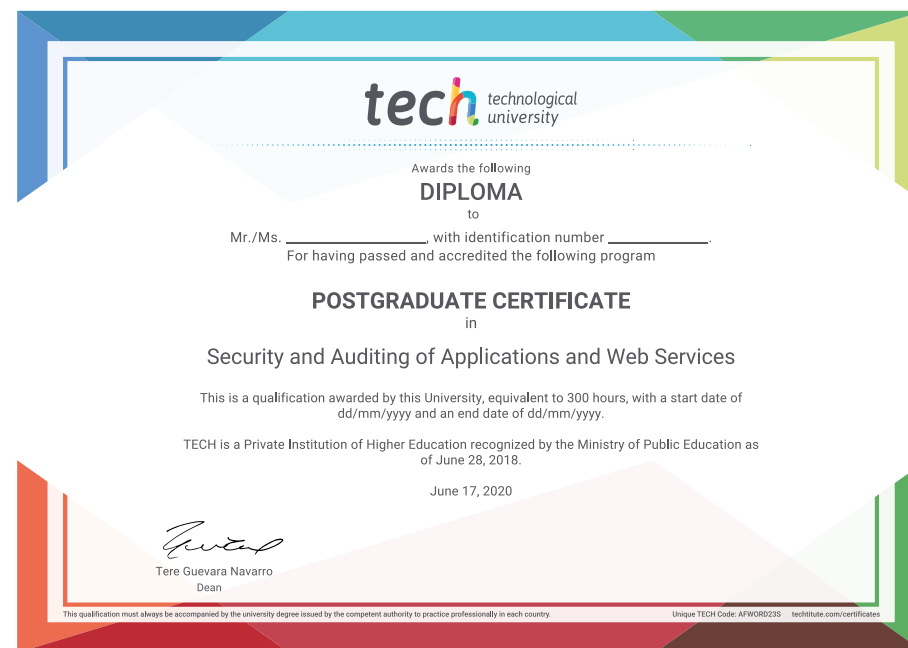 tech technological
university
Awards the following
DIPLOMA
to
Mr./Ms. ____________________, with identification number ______________.
For having passed and accredited the following program
POSTGRADUATE CERTIFICATE
in
Security and Auditing of Applications and Web Services
This is a qualification awarded by this University, equivalent to 300 hours, with a start date of
dd/mm/yyyy and an end date of dd/mm/yyyy.
TECH is a Private Institution of Higher Education recognized by the Ministry of Public Education as
of June 28, 2018.
June 17, 2020
Tere Guevara Navarro
Dean
This qualification must always be accompanied by the university degree issued by the competent authority to practice professionally in each country. Unique TECH Code: AFWORD23S techtitute.com/certificates